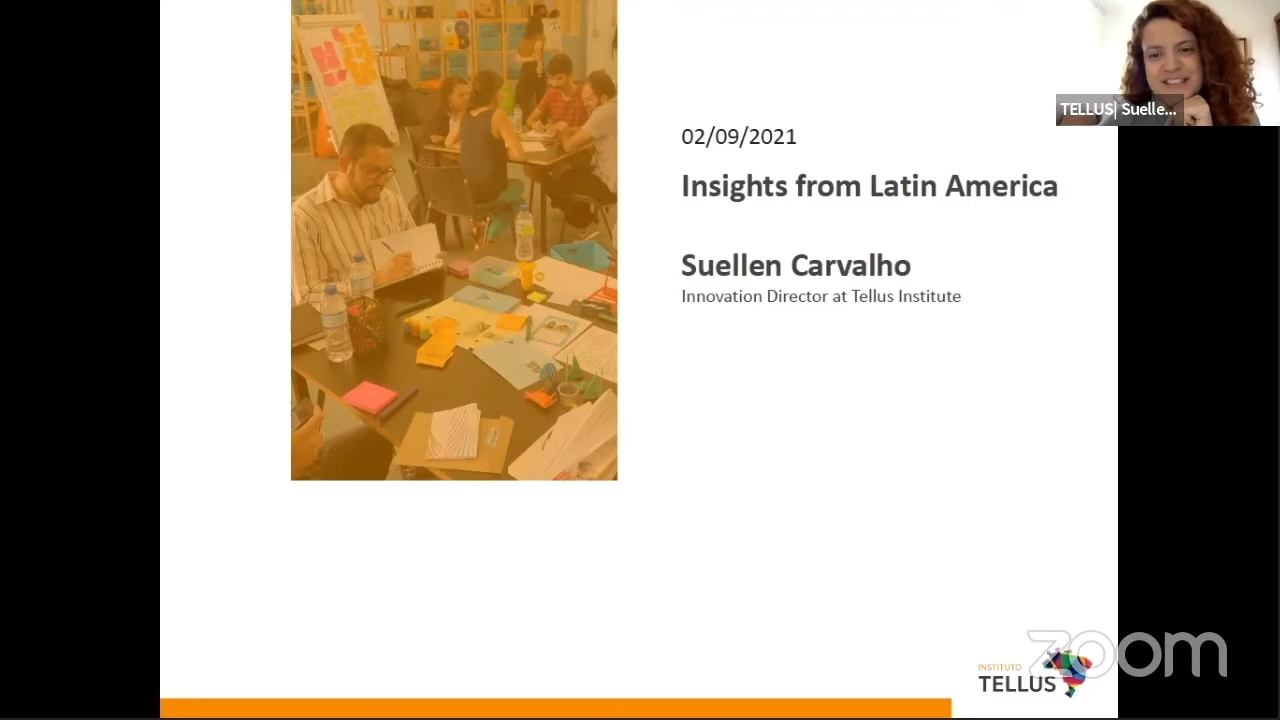 02/09/2021
Insights from Latin America
Suellen Carvalho
Innovation Director at Tellus Institute
TELLUS| Suelle...
INSTITUTO
TELLUS
zoom